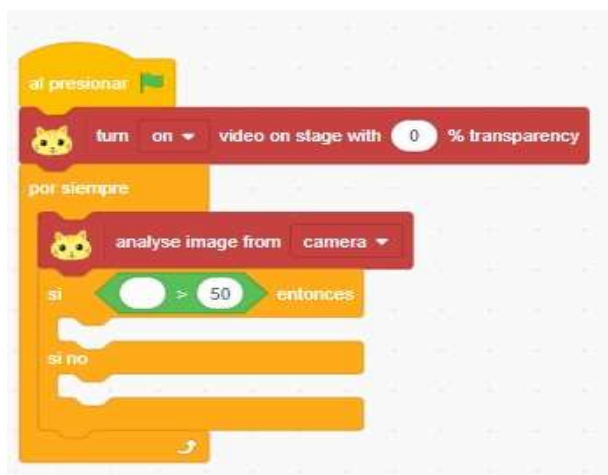 al presionar
turn on video on stage with 0 % transparency
por siempre
analyse image from camera
si > 50 entonces
si no